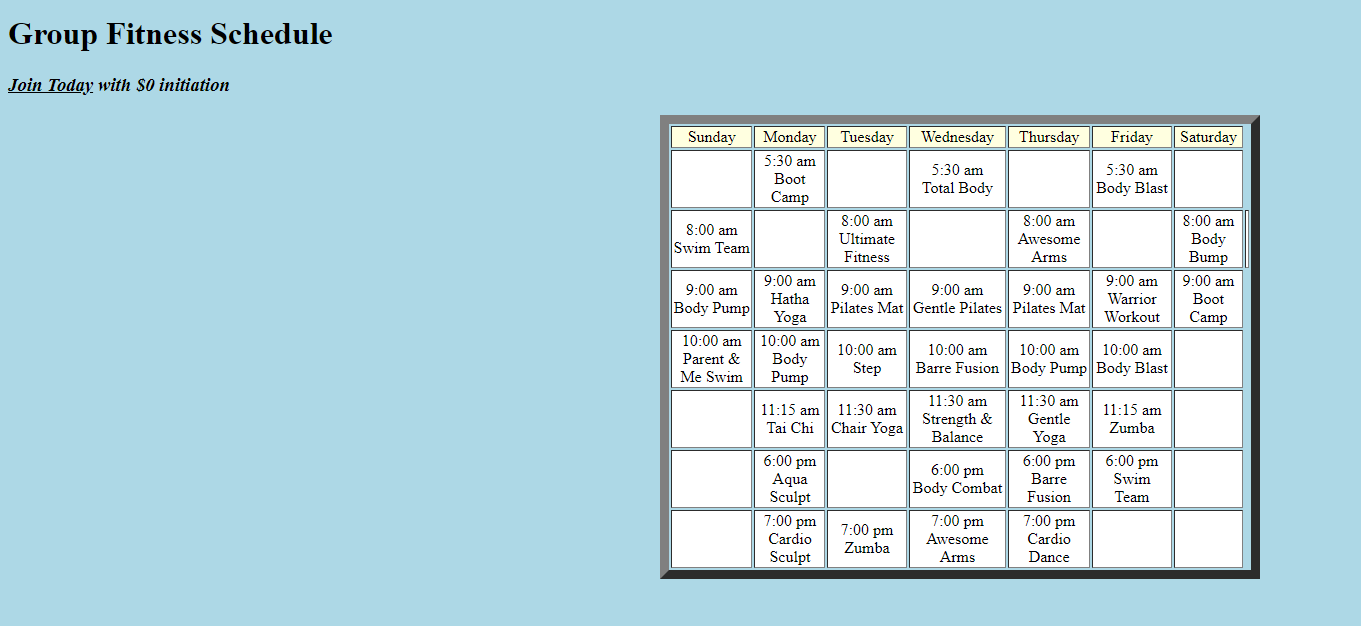 Group Fitness Schedule
Join Today with $0 initiation
Sunday Monday Tuesday Wednesday Thursday Friday Saturday
5:30 am
Boot
Camp
5:30 am
Total Body
5:30 am
Body Blast
8:00 am
Swim Team
8:00 am
Ultimate
Fitness
8:00 am
Awesome
Arms
8:00 am
Body
Bump
9:00 am
Body Pump
9:00 am
Hatha
Yoga
9:00 am
Pilates Mat
9:00 am
Gentle Pilates
9:00 am
Pilates Mat
9:00 am
Warrior
Workout
9:00 am
Boot
Camp
10:00 am
Parent &
Me Swim
10:00 am
Body
Pump
10:00 am
Step
10:00 am
Barre Fusion
10:00 am
Body Pump
10:00 am
Body Blast
11:15 am
Tai Chi
11:30 am
Chair Yoga
11:30 am
Strength &
Balance
11:30 am
Gentle
Yoga
11:15 am
Zumba
6:00 pm
Aqua
Sculpt
6:00 pm
Body Combat
6:00 pm
Barre
Fusion
6:00 pm
Swim
Team
7:00 pm
Cardio
Sculpt
7:00 pm
Zumba
7:00 pm
Awesome
Arms
7:00 pm
Cardio
Dance